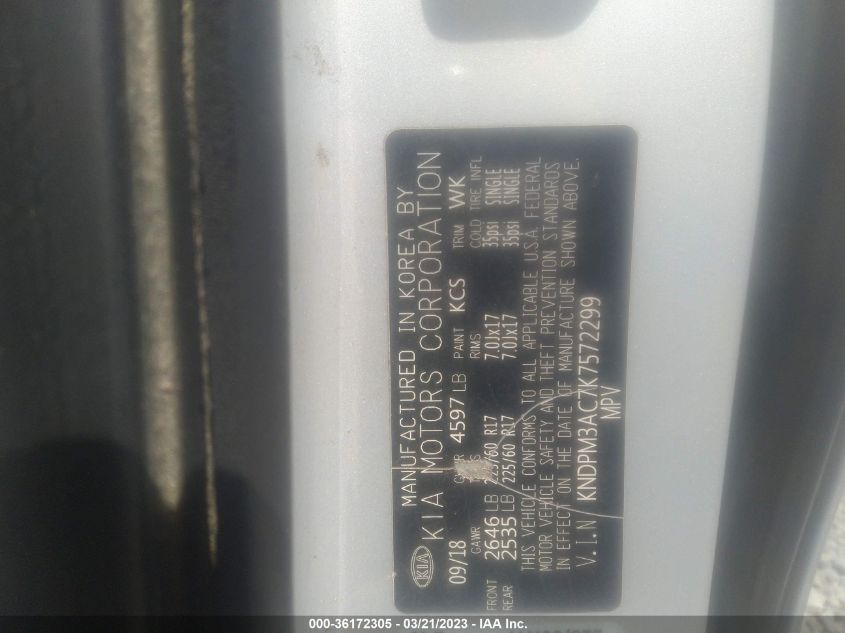 MANUFACTURED IN KOREA BY
KIA MOTORS CORPORATION
KIA
09/18 GVWR 4597 LB PAINT KCS TRIM WK
GAWR TIRES RIMS COLD TIRE INFL
FRONT 2646 LB 225/60 R17 7.0JX17 35psi SINGLE
REAR 2535 LB 225/60 R17 7.0JX17 35psi SINGLE
THIS VEHICLE CONFORMS TO ALL APPLICABLE U.S.A. FEDERAL
MOTOR VEHICLE SAFETY AND THEFT PREVENTION STANDARDS
IN EFFECT ON THE DATE OF MANUFACTURE SHOWN ABOVE.
V.I.N KNDPM3AC7K7572299
MPV
000-36172305 - 03/21/2023 - IAA Inc.